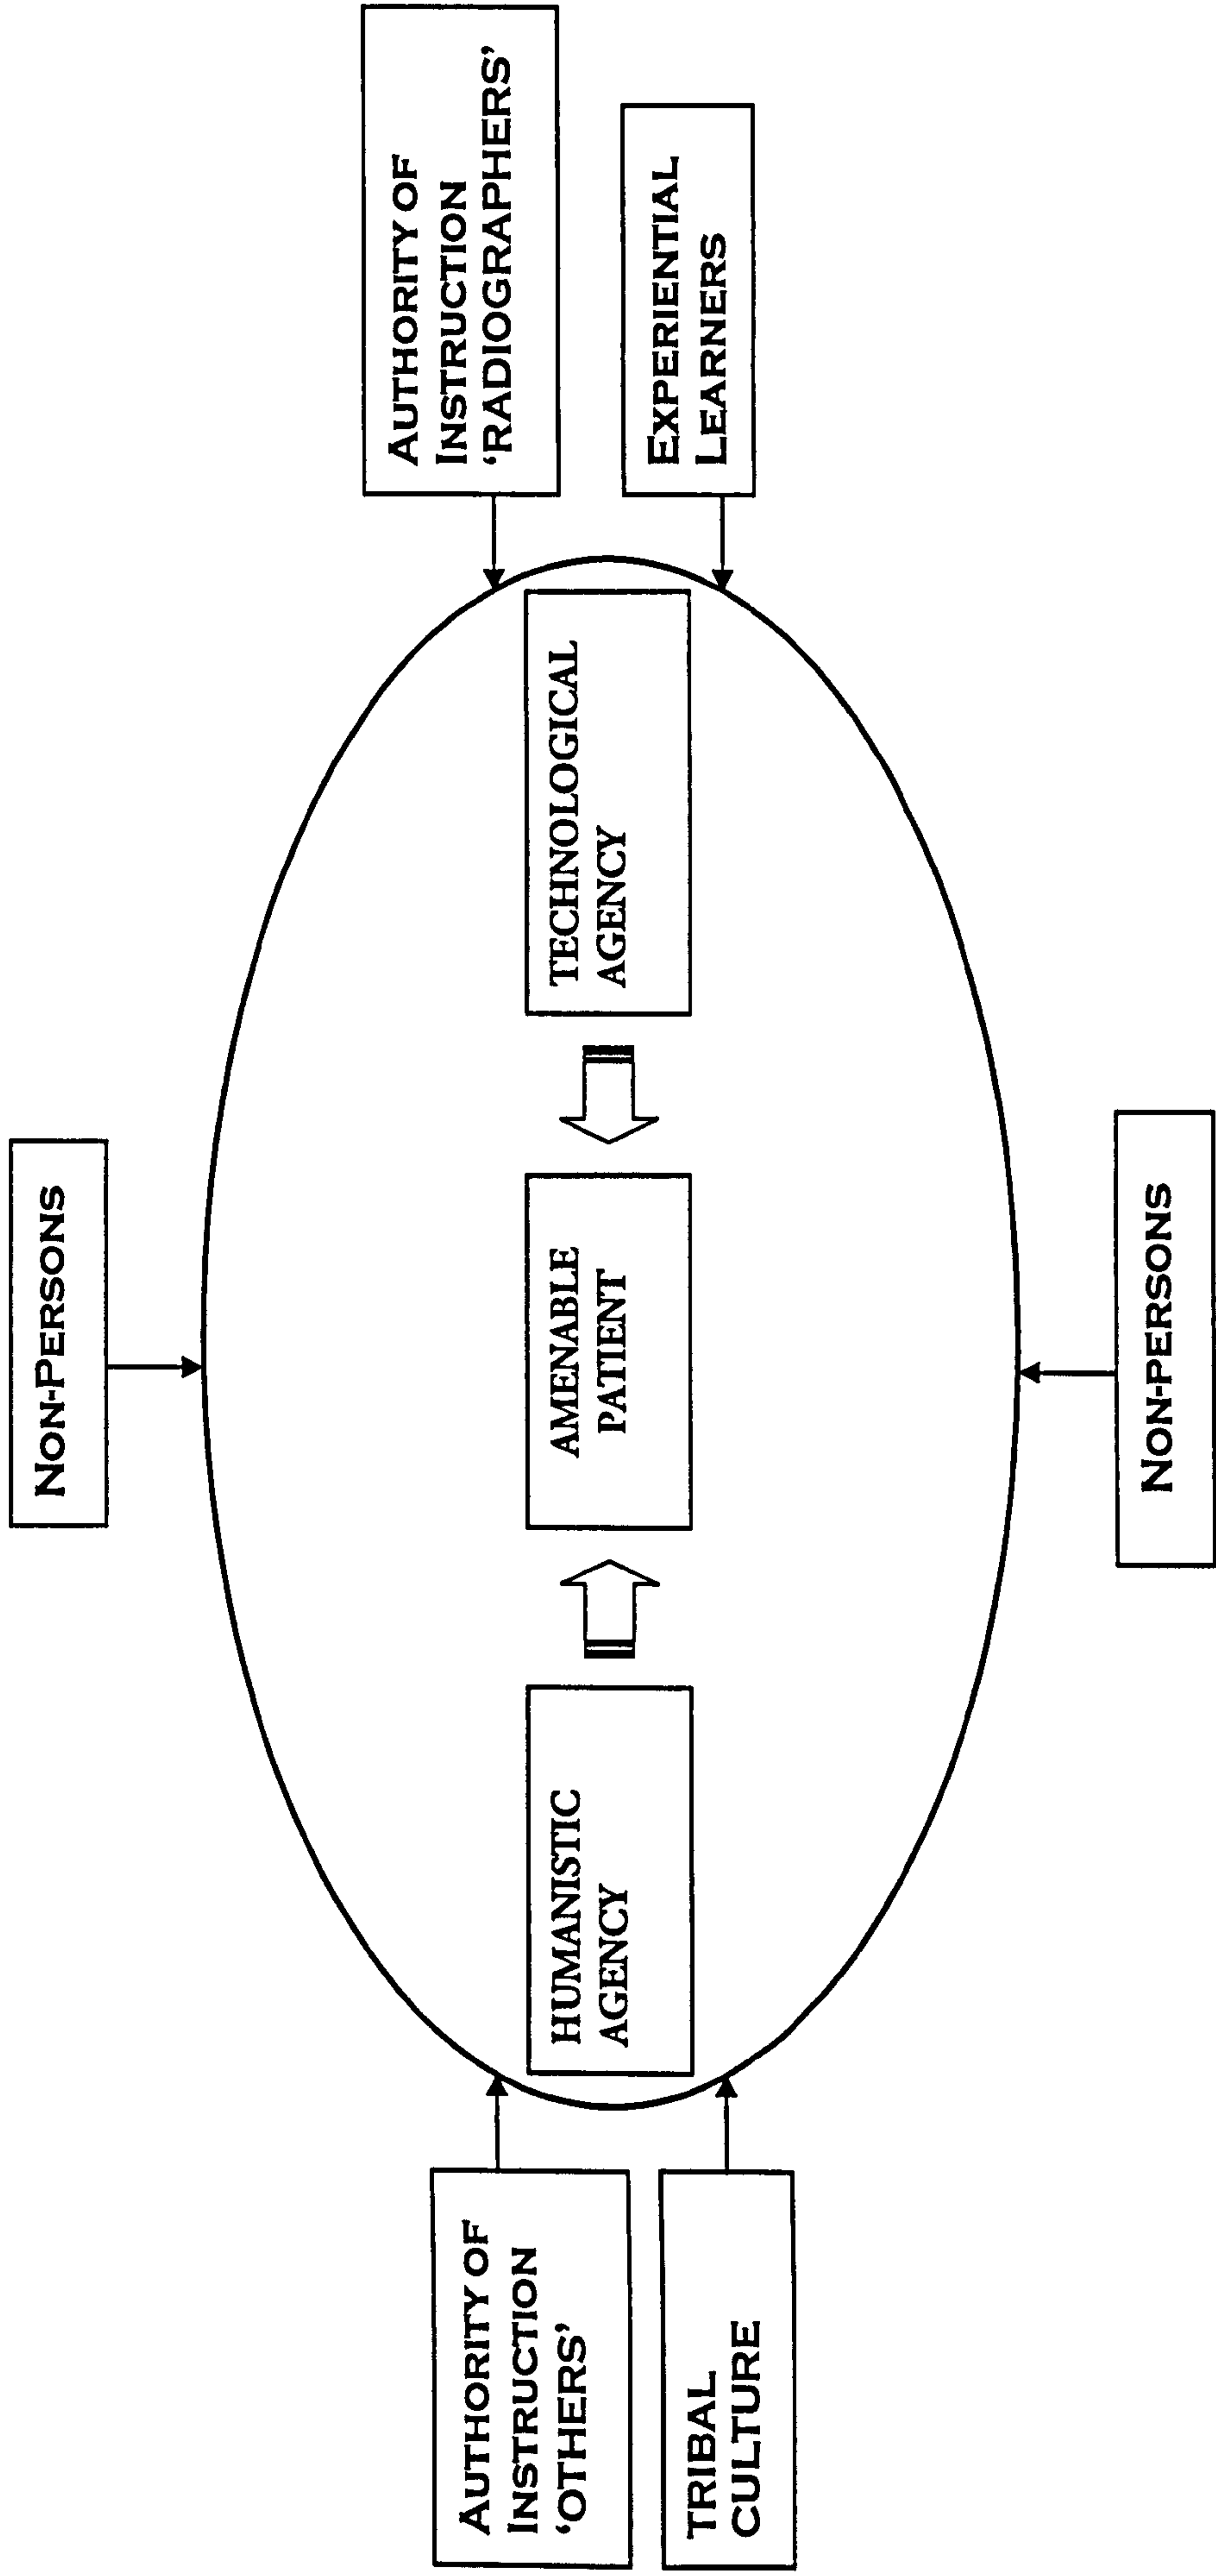 NON-PERSONS
AUTHORITY OF
INSTRUCTION
‘OTHERS’
AUTHORITY OF
INSTRUCTION
‘RADIOGRAPHERS’
HUMANISTIC
AGENCY
AMENABLE
PATIENT
TECHNOLOGICAL
AGENCY
TRIBAL
CULTURE
EXPERIENTIAL
LEARNERS
NON-PERSONS